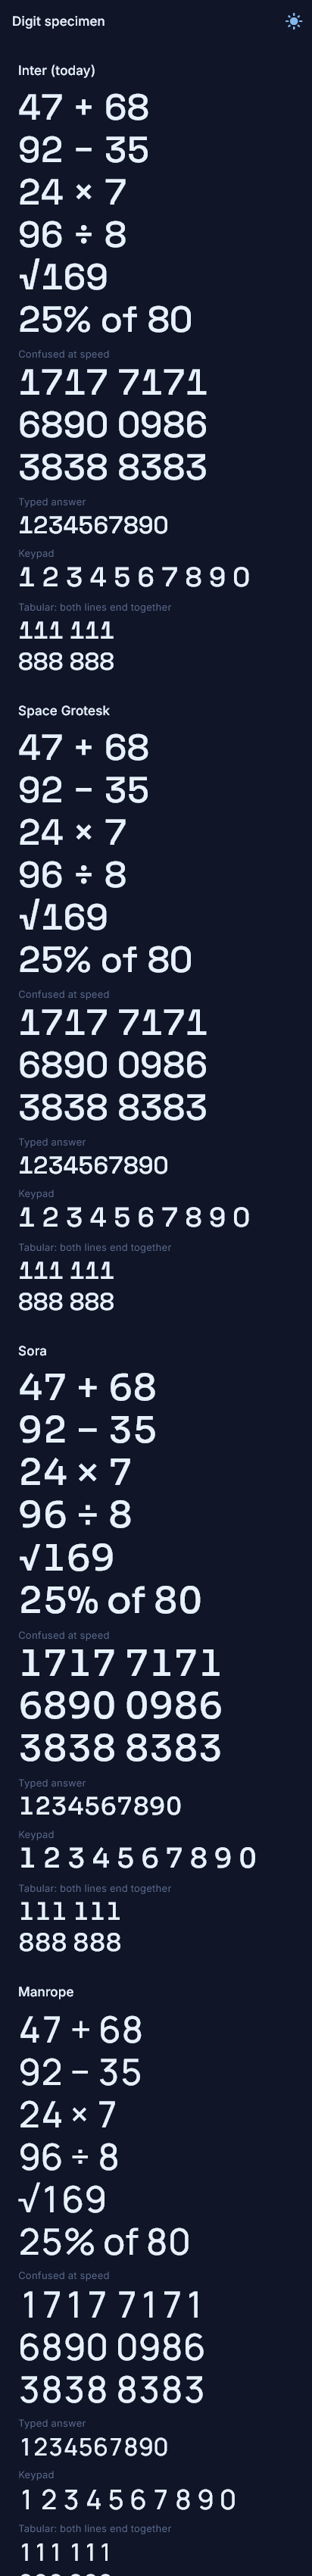 Digit specimen
Inter (today)
47 + 68
92 − 35
24 × 7
96 ÷ 8
√169
25% of 80
Confused at speed
1717 7171
6890 0986
3838 8383
Typed answer
1234567890
Keypad
1 2 3 4 5 6 7 8 9 0
Tabular: both lines end together
111 111
888 888
Space Grotesk
47 + 68
92 − 35
24 × 7
96 ÷ 8
√169
25% of 80
Confused at speed
1717 7171
6890 0986
3838 8383
Typed answer
1234567890
Keypad
1 2 3 4 5 6 7 8 9 0
Tabular: both lines end together
111 111
888 888
Sora
47 + 68
92 − 35
24 × 7
96 ÷ 8
√169
25% of 80
Confused at speed
1717 7171
6890 0986
3838 8383
Typed answer
1234567890
Keypad
1 2 3 4 5 6 7 8 9 0
Tabular: both lines end together
111 111
888 888
Manrope
47 + 68
92 − 35
24 × 7
96 ÷ 8
√169
25% of 80
Confused at speed
1717 7171
6890 0986
3838 8383
Typed answer
1234567890
Keypad
1 2 3 4 5 6 7 8 9 0
Tabular: both lines end together
111 111